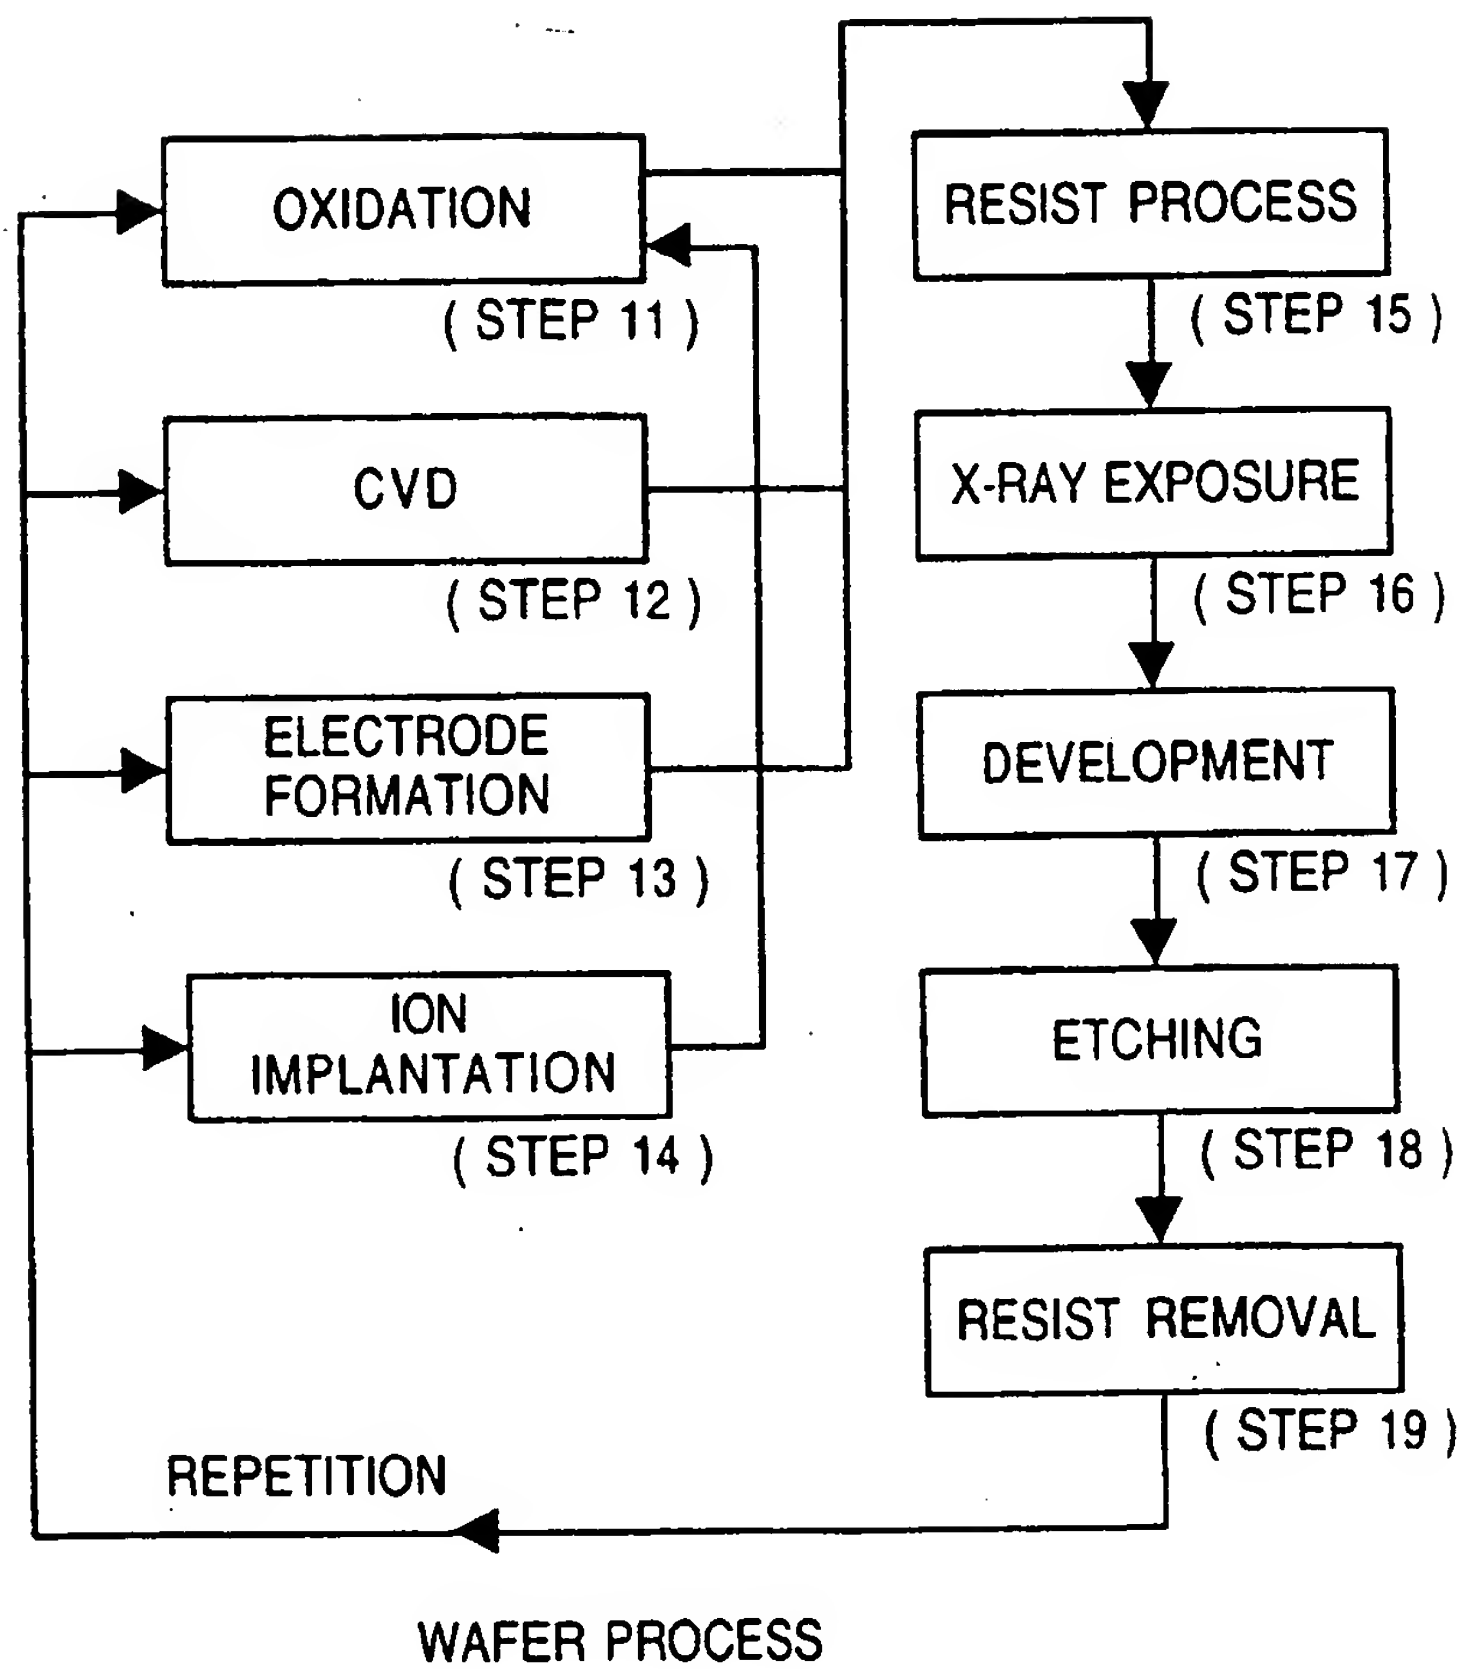 OXIDATION
( STEP 11 )
CVD
( STEP 12 )
ELECTRODE
FORMATION
( STEP 13 )
ION
IMPLANTATION
( STEP 14 )
RESIST PROCESS
( STEP 15 )
X-RAY EXPOSURE
( STEP 16 )
DEVELOPMENT
( STEP 17 )
ETCHING
( STEP 18 )
RESIST REMOVAL
( STEP 19 )
REPETITION
WAFER PROCESS